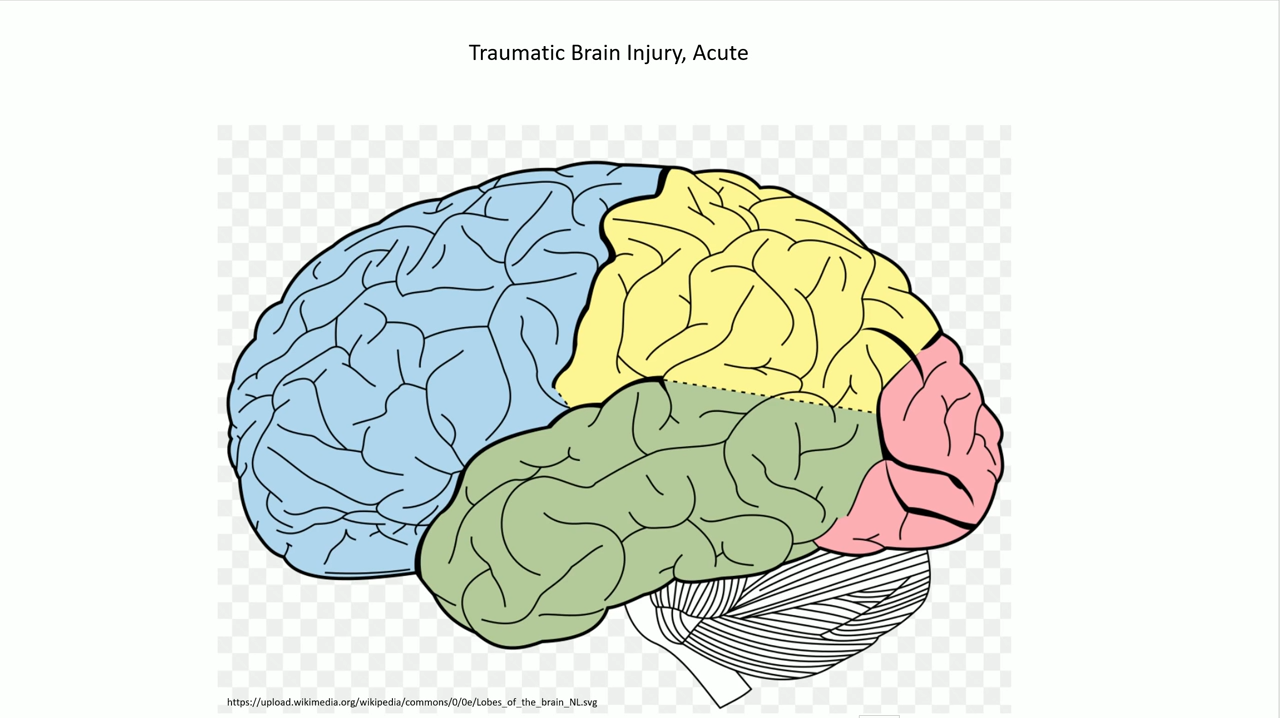 Traumatic Brain Injury, Acute
https://upload.wikimedia.org/wikipedia/commons/0/0e/Lobes_of_the_brain_NL.svg